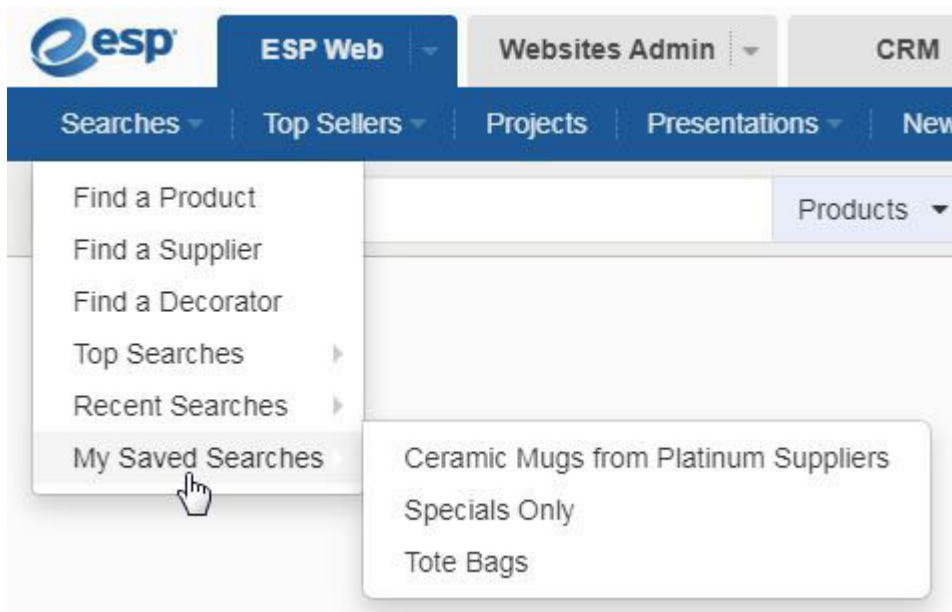 esp
ESP Web
Websites Admin
CRM
Searches
Top Sellers
Projects
Presentations
New
Find a Product
Find a Supplier
Find a Decorator
Top Searches
Recent Searches
My Saved Searches
Products
Ceramic Mugs from Platinum Suppliers
Specials Only
Tote Bags